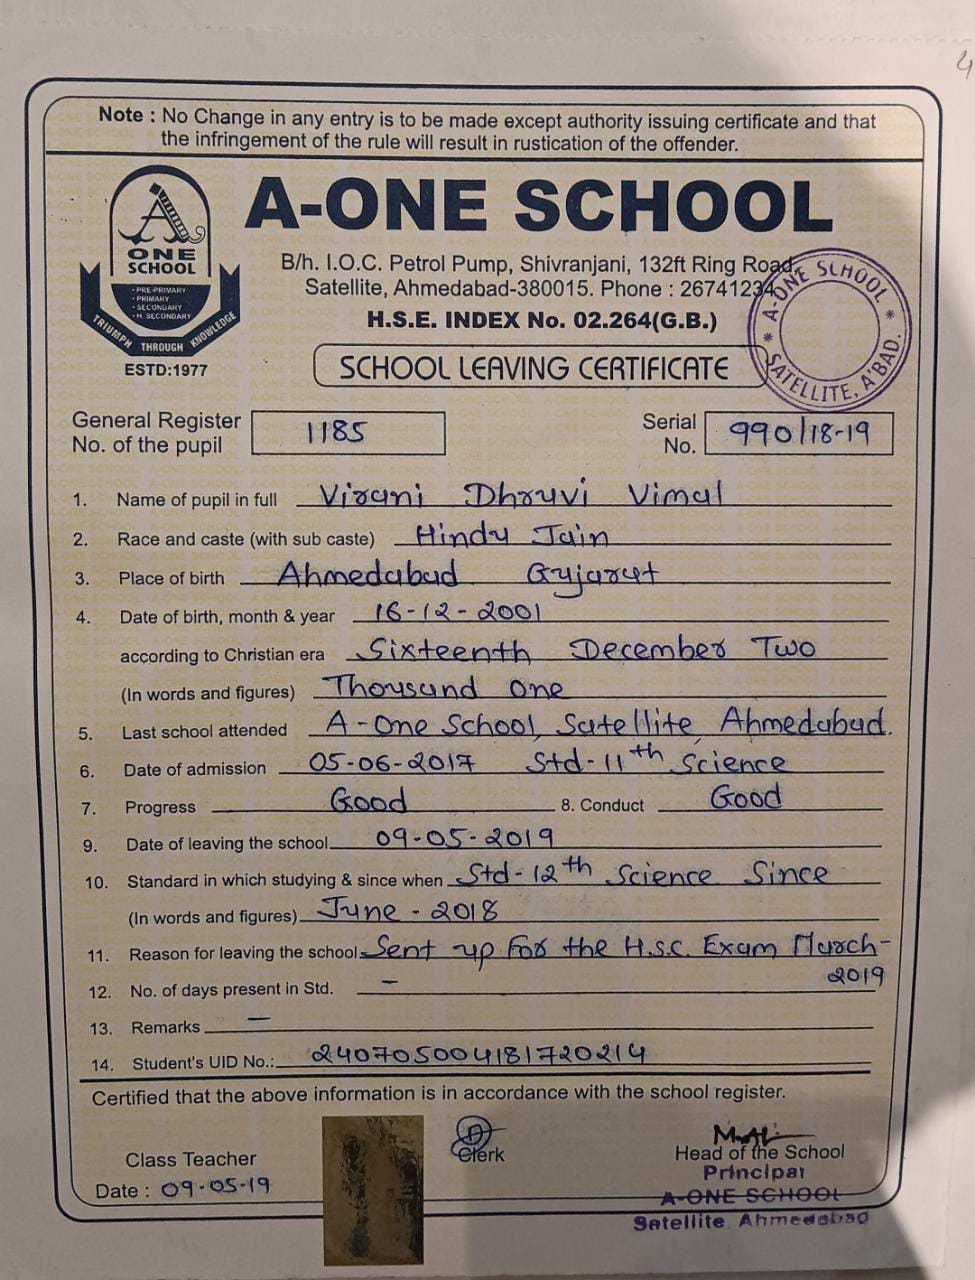 4
Note : No Change in any entry is to be made except authority issuing certificate and that
the infringement of the rule will result in rustication of the offender.
A
ONE
SCHOOL
• PRE-PRIMARY
• PRIMARY
• SECONDARY
• H. SECONDARY
TRIUMPH THROUGH KNOWLEDGE
ESTD:1977
A-ONE SCHOOL
B/h. I.O.C. Petrol Pump, Shivranjani, 132ft Ring Road,
Satellite, Ahmedabad-380015. Phone : 26741234
H.S.E. INDEX No. 02.264(G.B.)
SCHOOL LEAVING CERTIFICATE
* A-ONE SCHOOL * SATELLITE, A'BAD.
General Register No. of the pupil 1185
Serial No. 990/18-19
1. Name of pupil in full Virani Dhruvi Vimal
2. Race and caste (with sub caste) Hindu Jain
3. Place of birth Ahmedabad Gujarat
4. Date of birth, month & year 16-12-2001
according to Christian era Sixteenth December Two
(In words and figures) Thousand One
5. Last school attended A-One School, Satellite, Ahmedabad.
6. Date of admission 05-06-2017 Std-11th Science
7. Progress Good 8. Conduct Good
9. Date of leaving the school 09-05-2019
10. Standard in which studying & since when Std-12th Science Since
(In words and figures) June - 2018
11. Reason for leaving the school Sent up For the H.S.C. Exam March-
2019
12. No. of days present in Std. –
13. Remarks –
14. Student's UID No.: 240705004181720214
Certified that the above information is in accordance with the school register.
Class Teacher
Clerk
Head of the School
Principal
A-ONE SCHOOL
Satellite, Ahmedabad
Date : 09-05-19